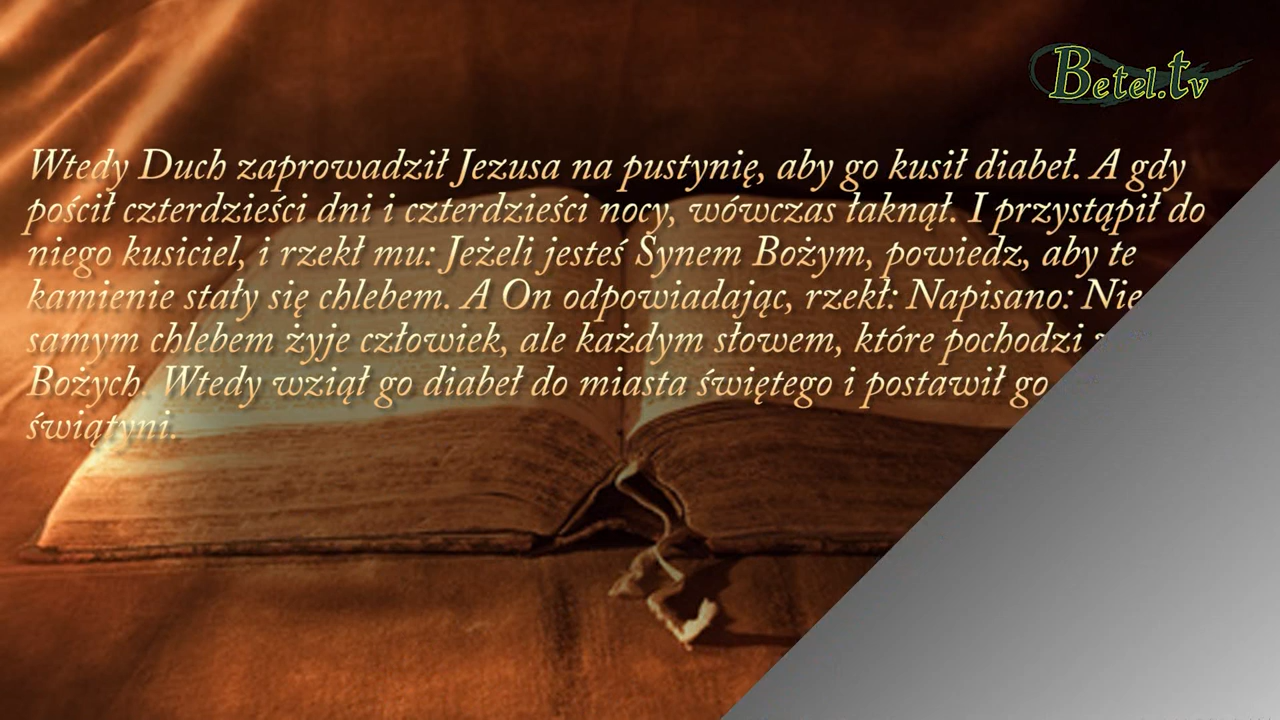 Betel.tv
Wtedy Duch zaprowadził Jezusa na pustynię, aby go kusił diabeł. A gdy
pościł czterdzieści dni i czterdzieści nocy, wówczas łaknął. I przystąpił do
niego kusiciel, i rzekł mu: Jeżeli jesteś Synem Bożym, powiedz, aby te
kamienie stały się chlebem. A On odpowiadając, rzekł: Napisano: Nie
samym chlebem żyje człowiek, ale każdym słowem, które pochodzi
Bożych. Wtedy wziął go diabeł do miasta świętego i postawił go
świątyni.